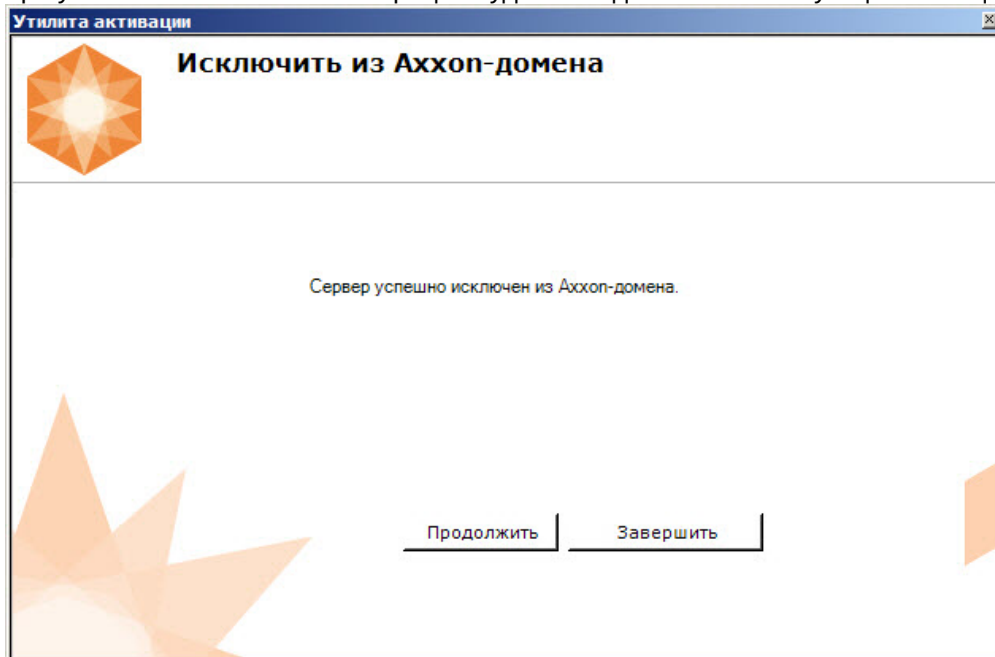 Утилита активации
Исключить из Axxon-домена
Сервер успешно исключен из Axxon-домена.
Продолжить
Завершить